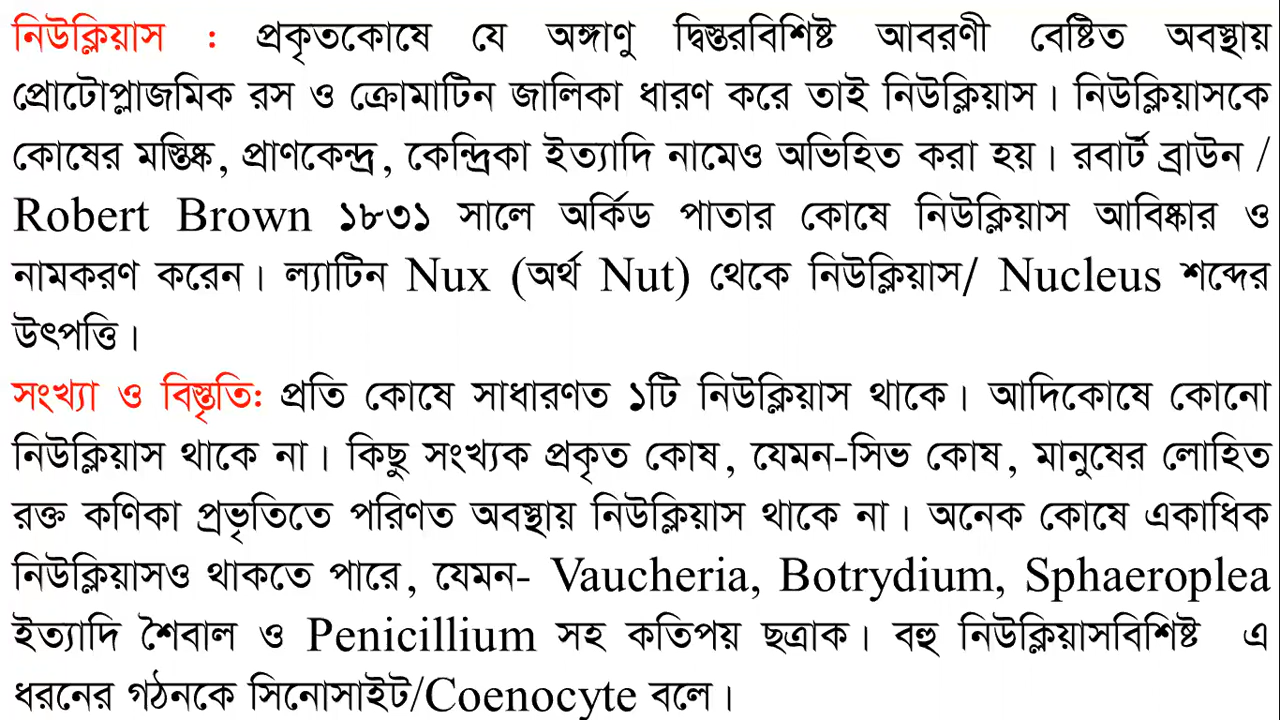 নিউক্লিয়াস : প্রকৃতকোষে যে অঙ্গাণু দ্বিস্তরবিশিষ্ট আবরণী বেষ্টিত অবস্থায়
প্রোটোপ্লাজমিক রস ও ক্রোমাটিন জালিকা ধারণ করে তাই নিউক্লিয়াস। নিউক্লিয়াসকে
কোষের মস্তিষ্ক, প্রাণকেন্দ্র, কেন্দ্রিকা ইত্যাদি নামেও অভিহিত করা হয়। রবার্ট ব্রাউন /
Robert Brown ১৮৩১ সালে অর্কিড পাতার কোষে নিউক্লিয়াস আবিষ্কার ও
নামকরণ করেন। ল্যাটিন Nux (অর্থ Nut) থেকে নিউক্লিয়াস/ Nucleus শব্দের
উৎপত্তি।
সংখ্যা ও বিস্তৃতি: প্রতি কোষে সাধারণত ১টি নিউক্লিয়াস থাকে। আদিকোষে কোনো
নিউক্লিয়াস থাকে না। কিছু সংখ্যক প্রকৃত কোষ, যেমন-সিভ কোষ, মানুষের লোহিত
রক্ত কণিকা প্রভৃতিতে পরিণত অবস্থায় নিউক্লিয়াস থাকে না। অনেক কোষে একাধিক
নিউক্লিয়াসও থাকতে পারে, যেমন- Vaucheria, Botrydium, Sphaeroplea
ইত্যাদি শৈবাল ও Penicillium সহ কতিপয় ছত্রাক। বহু নিউক্লিয়াসবিশিষ্ট এ
ধরনের গঠনকে সিনোসাইট/Coenocyte বলে।